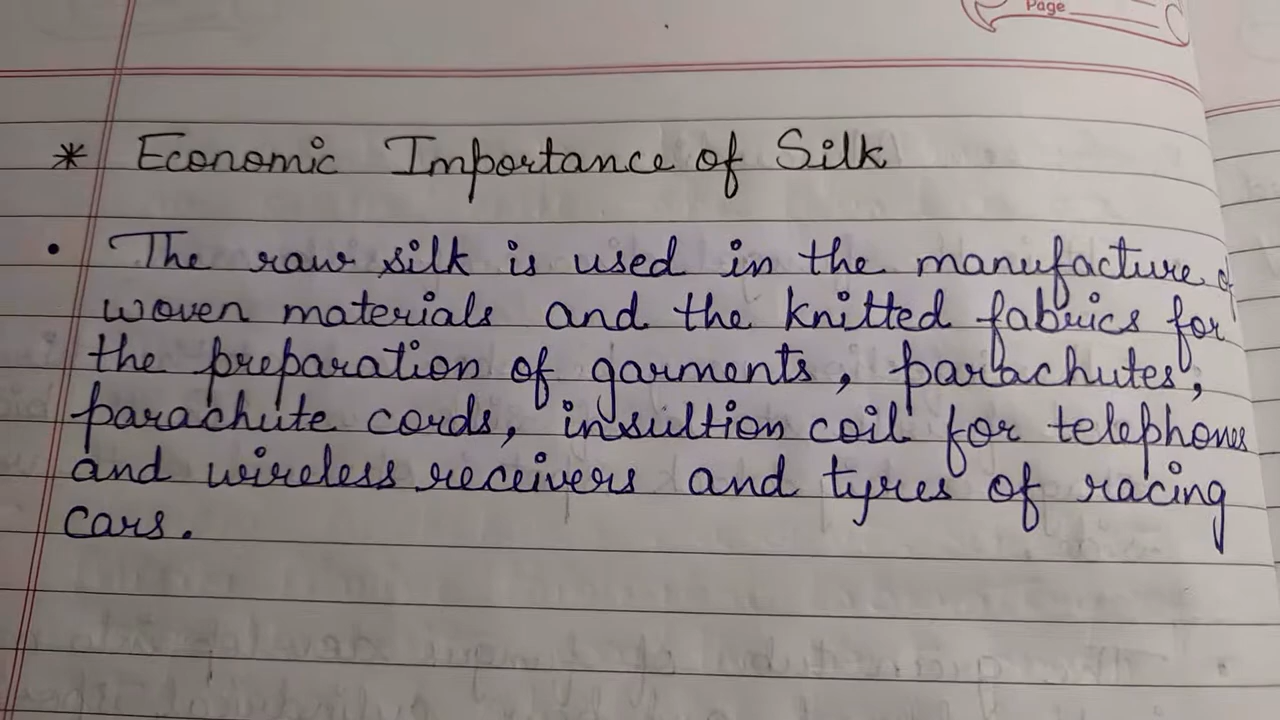 Page
* Economic Importance of Silk
• The raw silk is used in the manufacture of
woven materials and the knitted fabrics for
the preparation of garments, parachutes,
parachute cords, insultion coil for telephones
and wireless receivers and tyres of racing
cars.